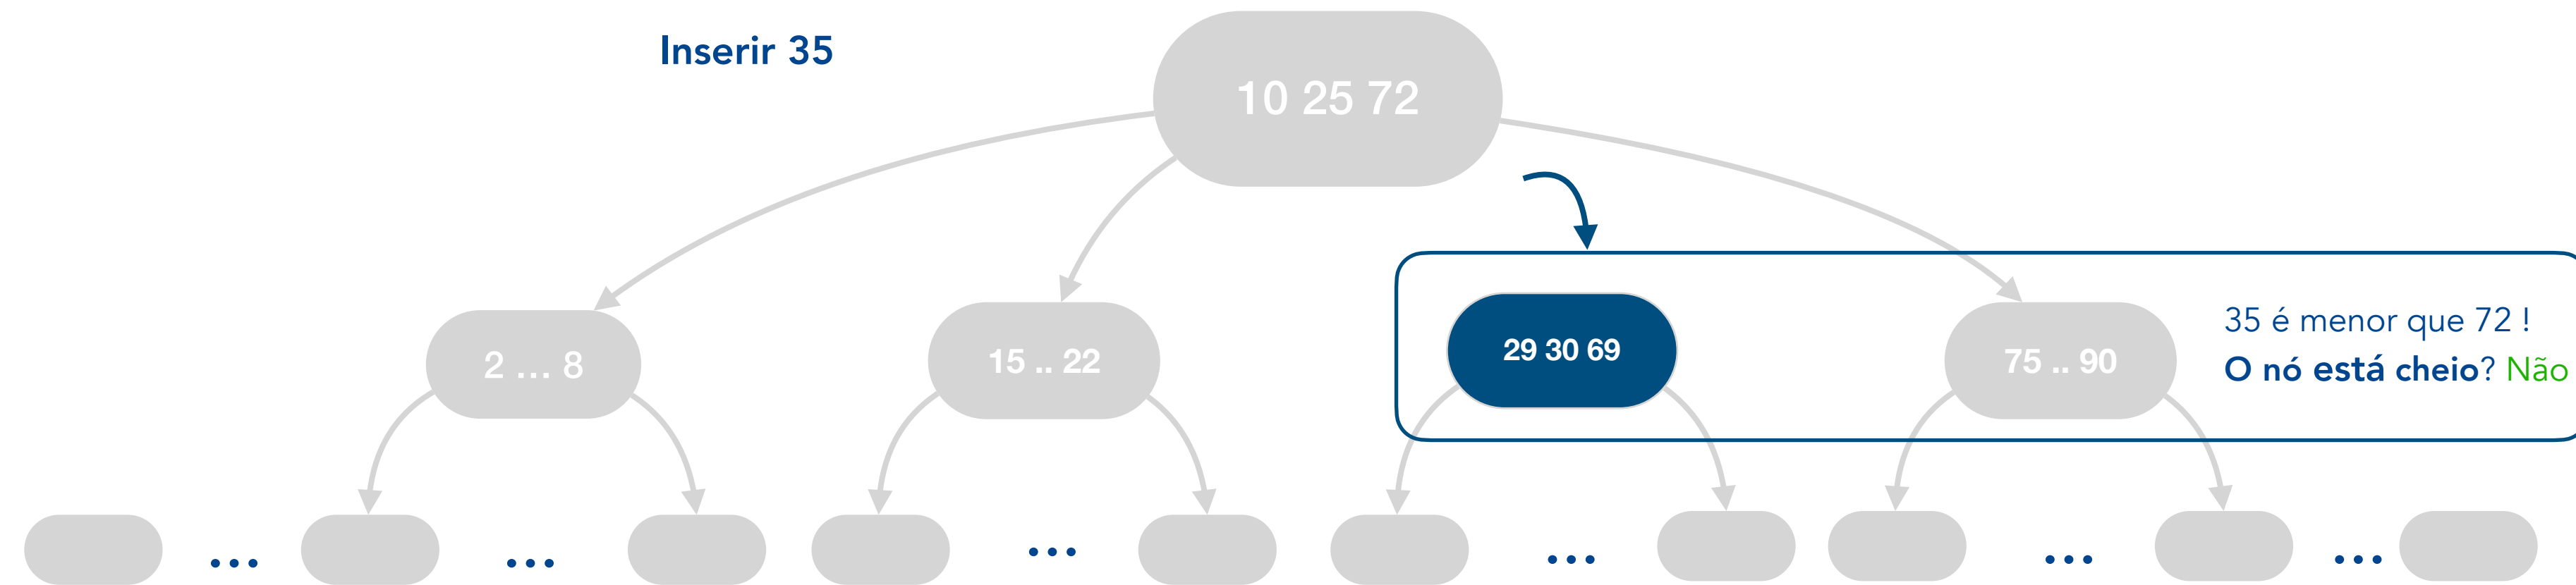 Inserir 35
10 25 72
2 ... 8
15 .. 22
29 30 69
75 .. 90
35 é menor que 72 !
O nó está cheio? Não
... ... ... ... ... ...